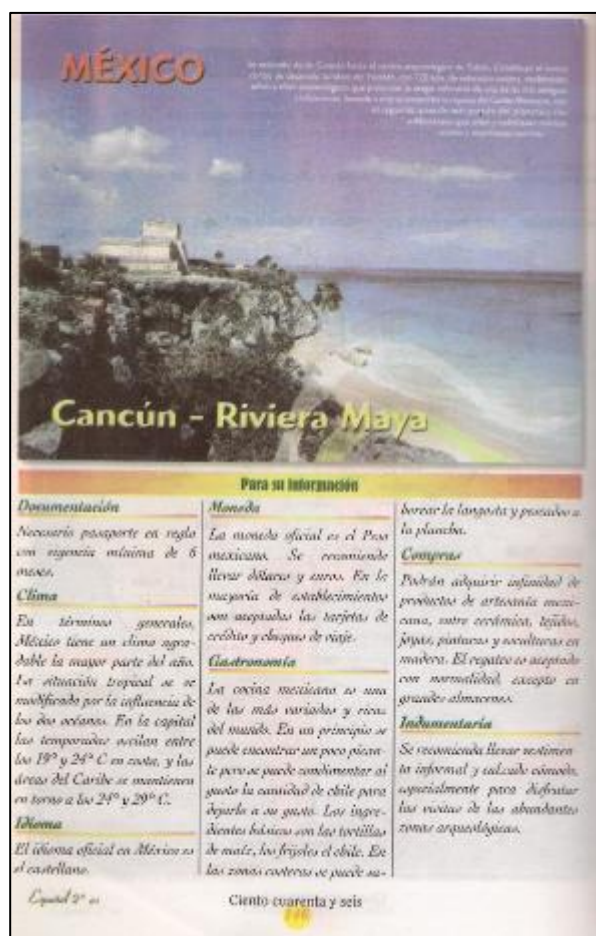 MÉXICO
Cancún - Riviera Maya
Para su información
Documentación
Necesario pasaporte en regla
con vigencia mínima de 6
meses.
Clima
En términos generales,
México tiene un clima agra-
dable la mayor parte del año.
La situación tropical se ve
modificada por la influencia de
los dos océanos. En la capital
las temporadas oscilan entre
los 19° y 24° C en costa, y las
áreas del Caribe se mantienen
en torno a los 24° y 29° C.
Idioma
El idioma oficial en México es
el castellano.
Moneda
La moneda oficial es el Peso
mexicano. Se recomienda
llevar dólares y euros. En la
mayoría de establecimientos
son aceptadas las tarjetas de
crédito y cheques de viaje.
Gastronomía
La cocina mexicana es una
de las más variadas y ricas
del mundo. En un principio se
puede encontrar un poco pican-
te pero se puede condimentar al
gusto la cantidad de chile para
dejarla a su gusto. Los ingre-
dientes básicos son las tortillas
de maíz, los frijoles el chile. En
las zonas costeras se puede sa-
borear la langosta y pescados a
la plancha.
Compras
Podrán adquirir infinidad de
productos de artesanía mexi-
cana, entre cerámica, tejidos,
joyas, pinturas y esculturas en
madera. El regateo es aceptado
con normalidad, excepto en
grandes almacenes.
Indumentaria
Se recomienda llevar vestimen
ta informal y calzado cómodo,
especialmente para disfrutar
las visitas de las abundantes
zonas arqueológicas.
Español 2°
Ciento cuarenta y seis
146